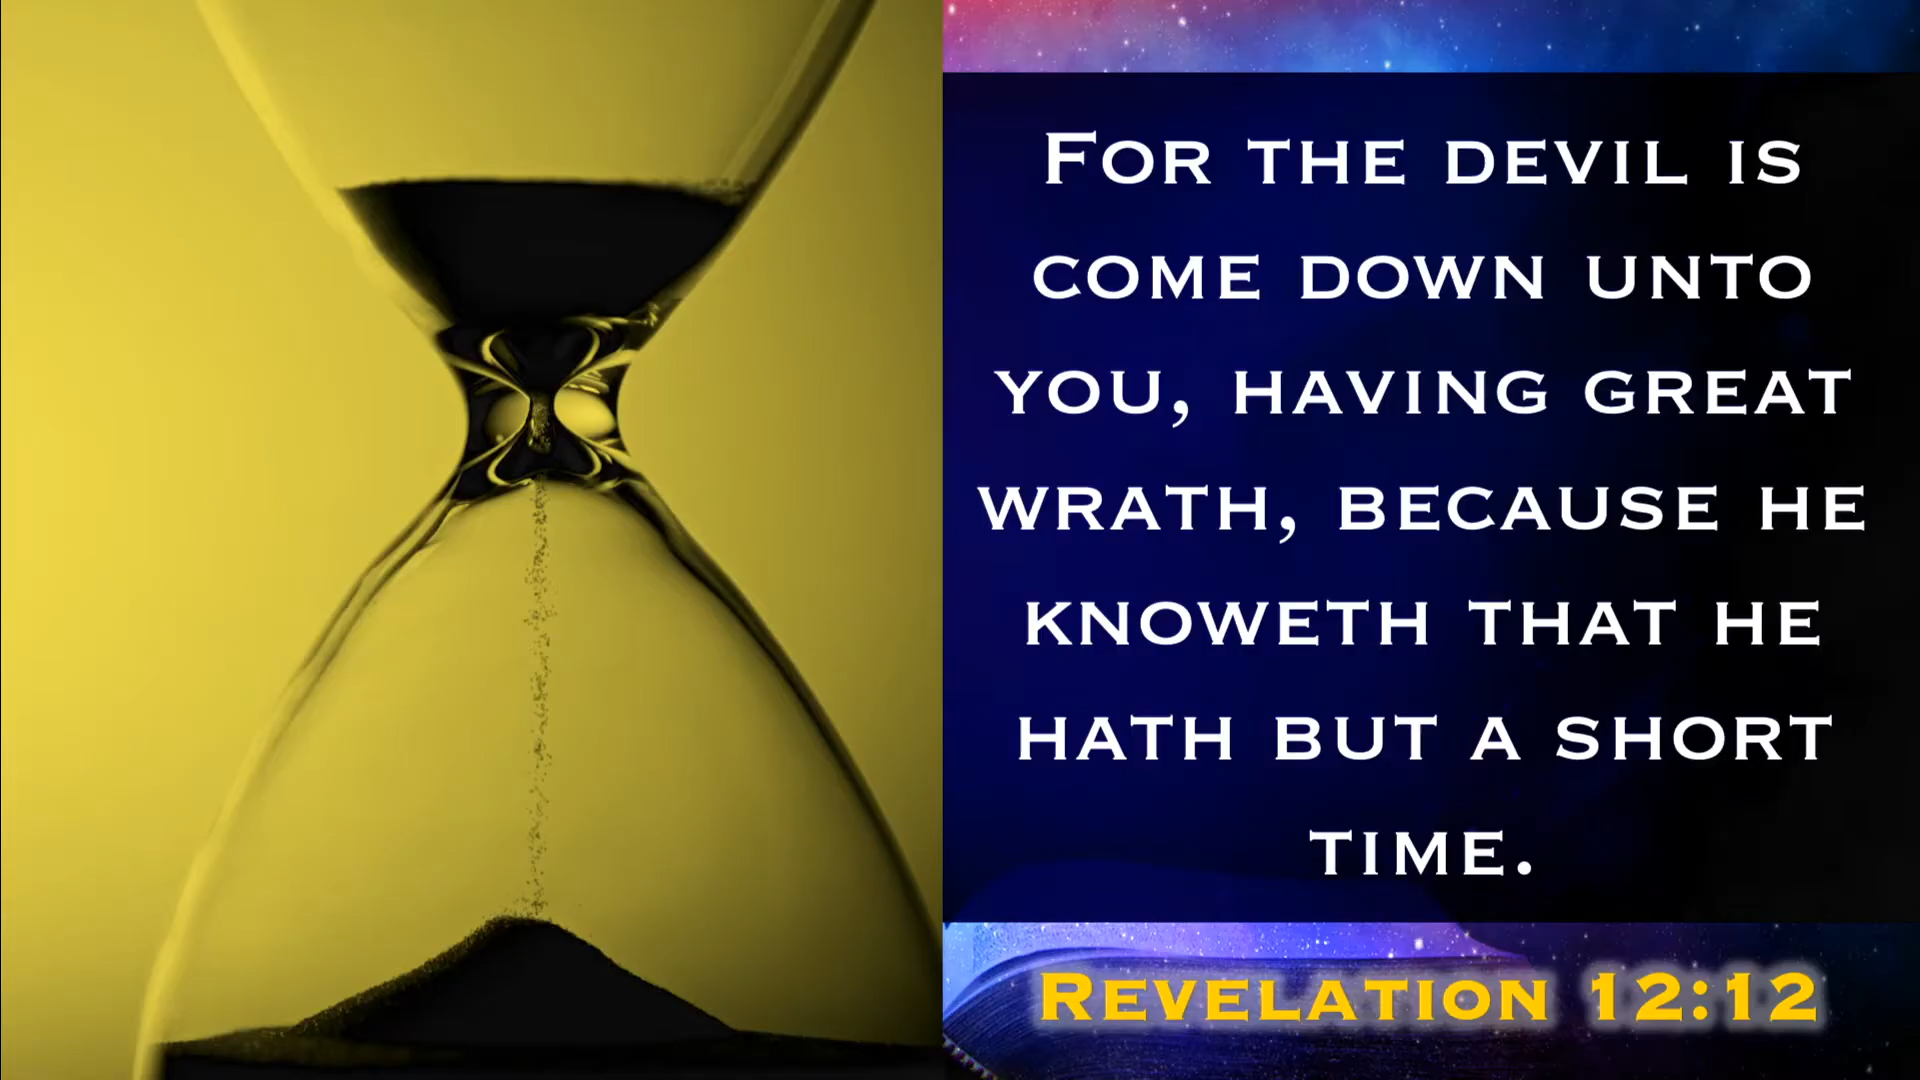 For the devil is
come down unto
you, having great
wrath, because he
knoweth that he
hath but a short
time.
Revelation 12:12